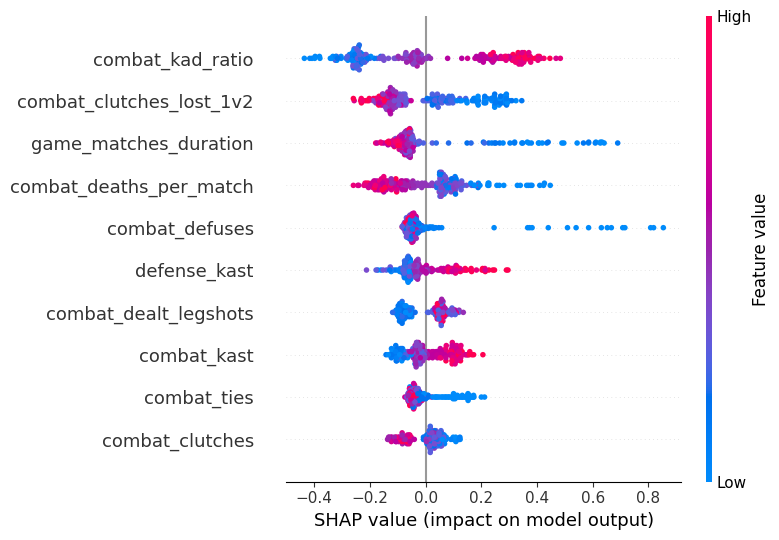 High
combat_kad_ratio
combat_clutches_lost_1v2
game_matches_duration
combat_deaths_per_match
combat_defuses
defense_kast
combat_dealt_legshots
combat_kast
combat_ties
combat_clutches
Feature value
Low
−0.4 −0.2 0.0 0.2 0.4 0.6 0.8
SHAP value (impact on model output)